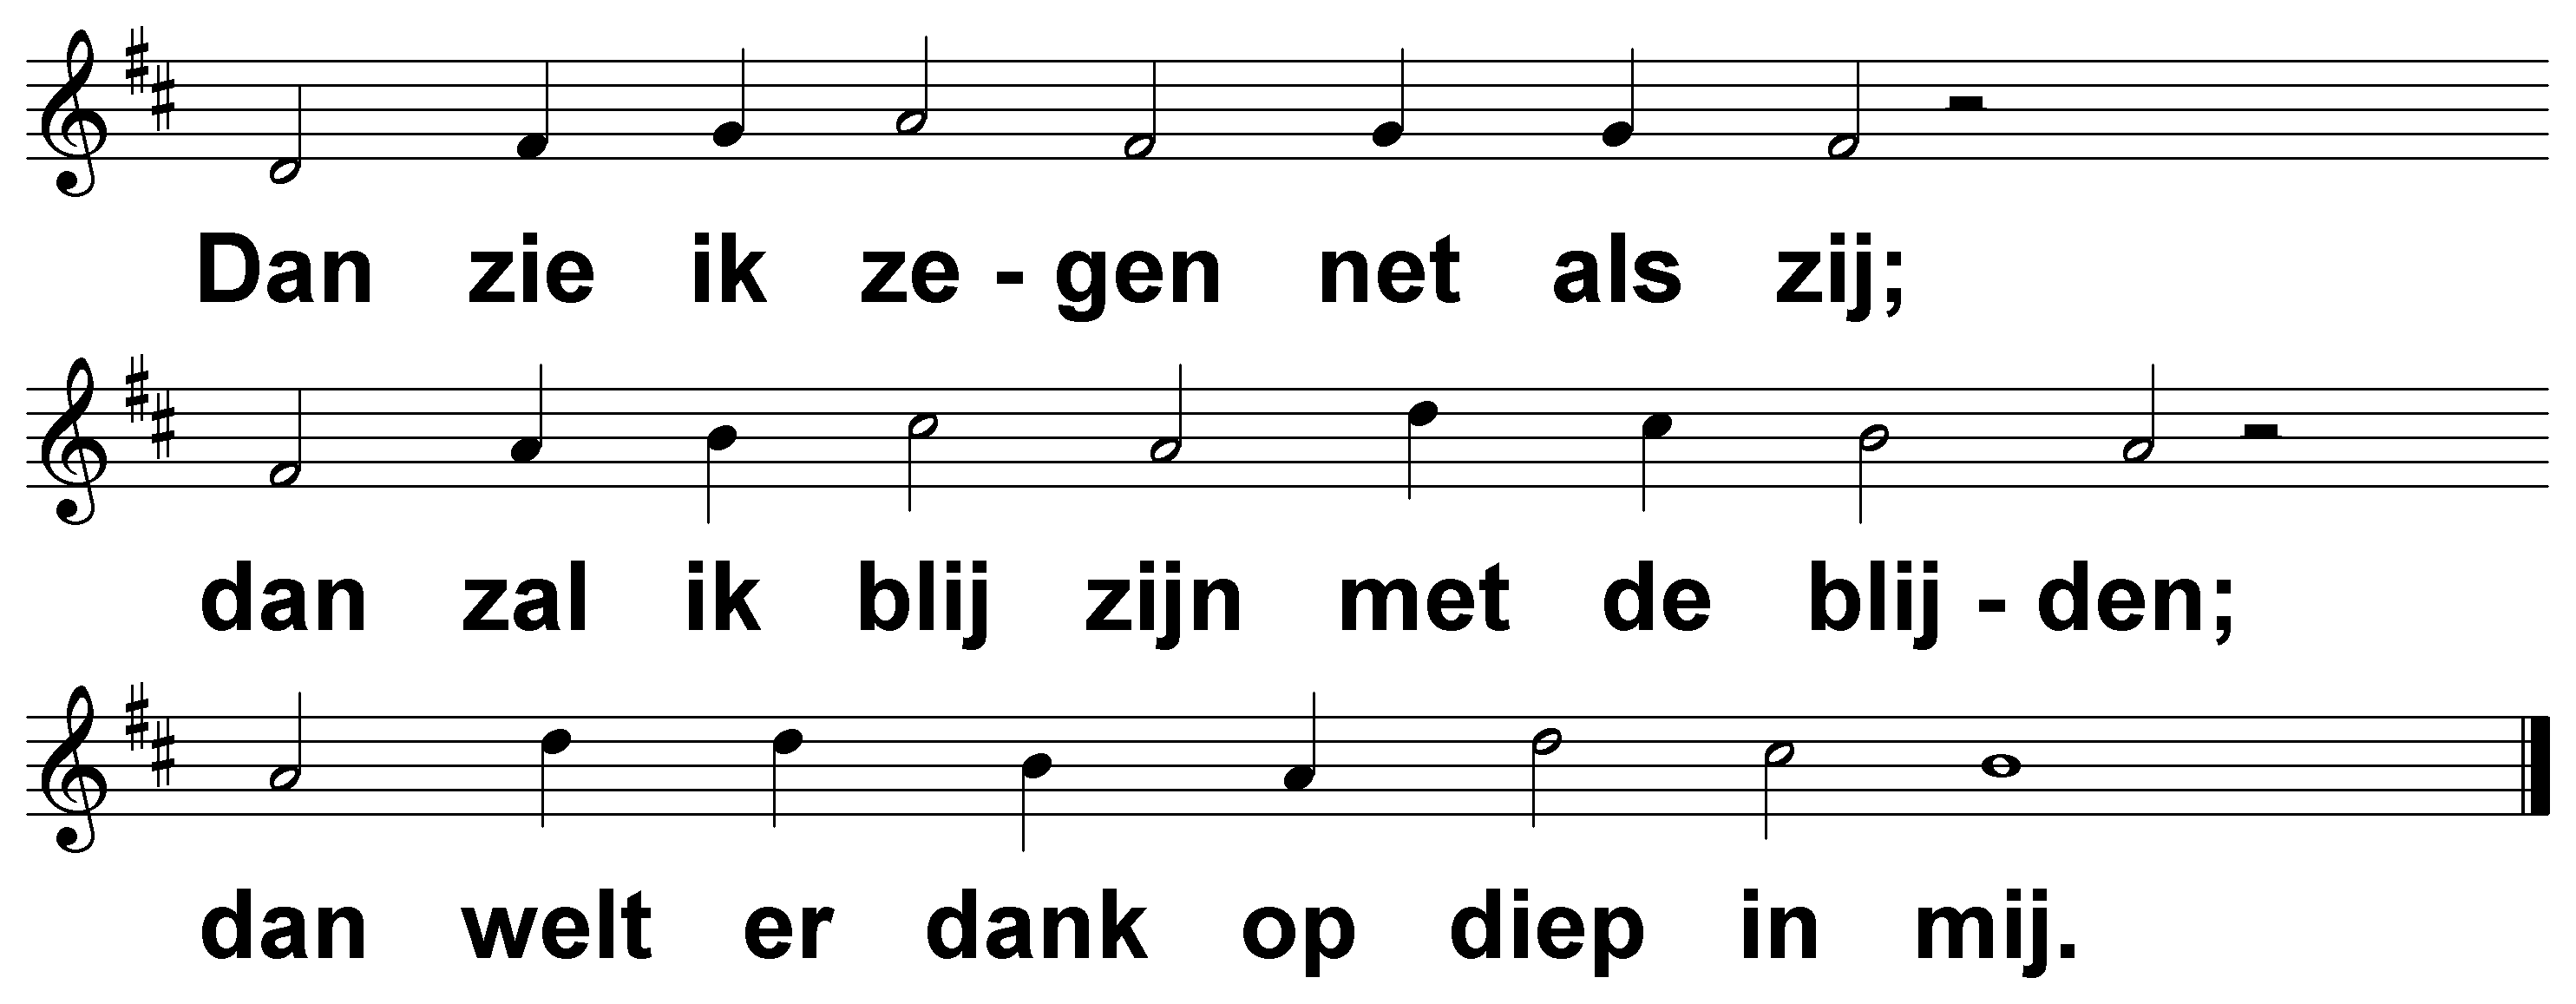 Dan zie ik ze - gen net als zij;
dan zal ik blij zijn met de blij - den;
dan welt er dank op diep in mij.